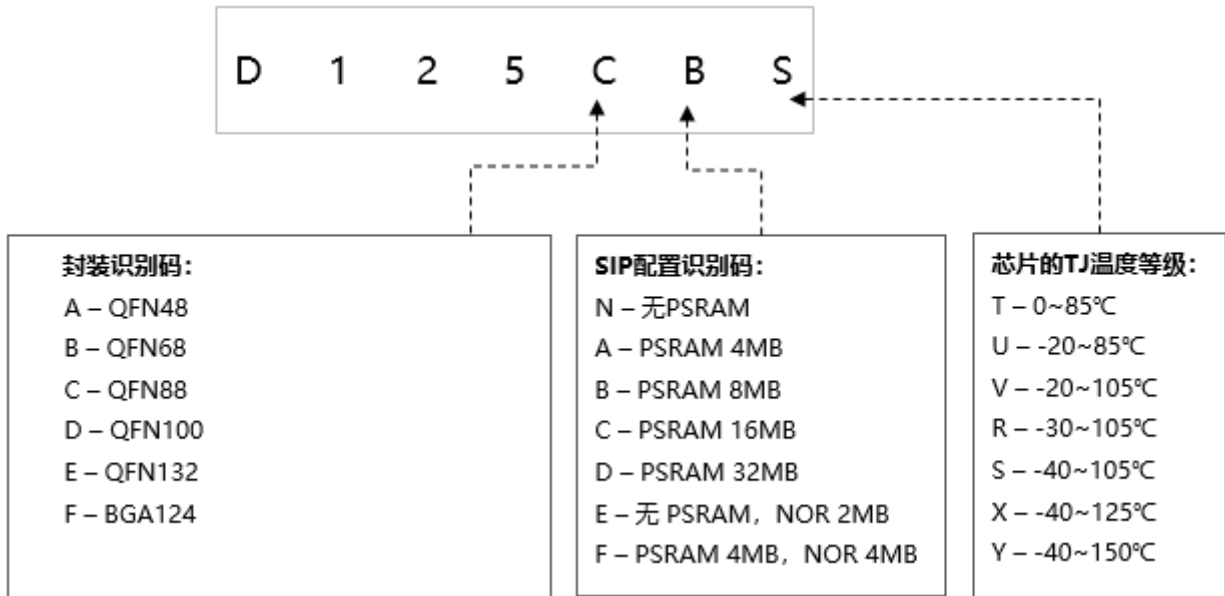 D 1 2 5 C B S
封装识别码：
A – QFN48
B – QFN68
C – QFN88
D – QFN100
E – QFN132
F – BGA124
SIP配置识别码：
N – 无PSRAM
A – PSRAM 4MB
B – PSRAM 8MB
C – PSRAM 16MB
D – PSRAM 32MB
E – 无 PSRAM，NOR 2MB
F – PSRAM 4MB，NOR 4MB
芯片的TJ温度等级：
T – 0~85℃
U – -20~85℃
V – -20~105℃
R – -30~105℃
S – -40~105℃
X – -40~125℃
Y – -40~150℃